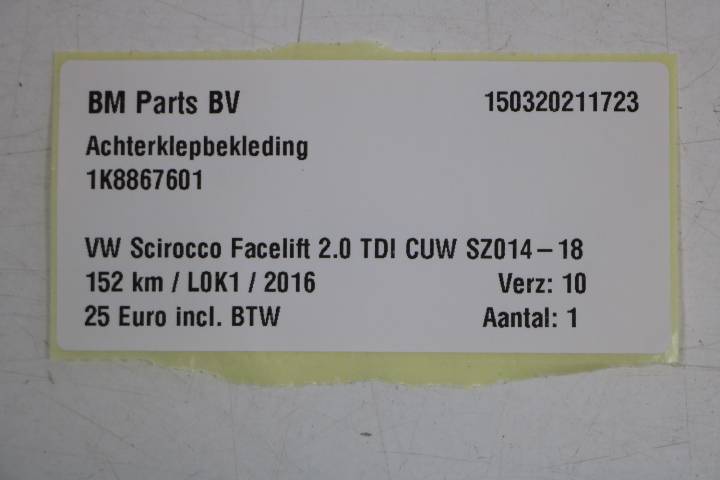 BM Parts BV 150320211723
Achterklepbekleding
1K8867601
VW Scirocco Facelift 2.0 TDI CUW SZ014 – 18
152 km / L0K1 / 2016 Verz: 10
25 Euro incl. BTW Aantal: 1